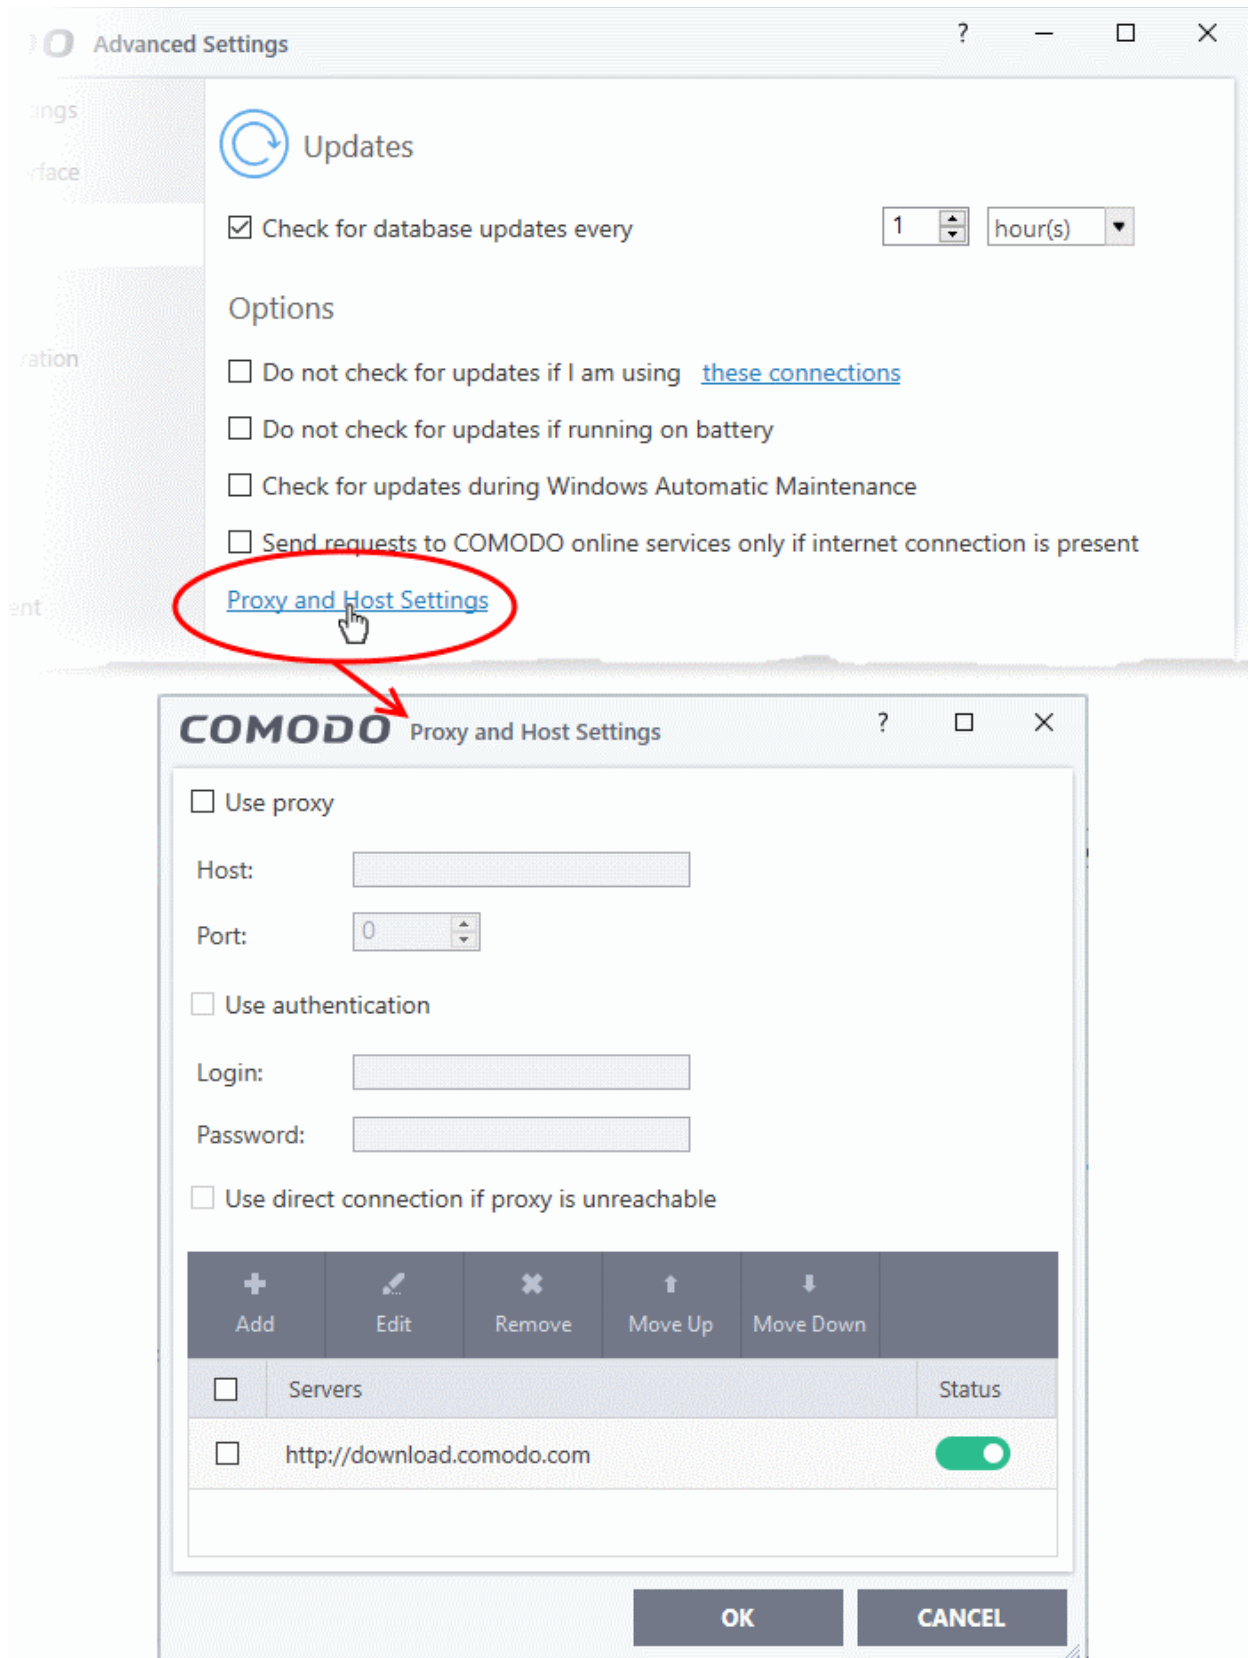 O Advanced Settings ?
ings
Updates
rface
Check for database updates every 1 hour(s)
Options
ration
Do not check for updates if I am using these connections
Do not check for updates if running on battery
Check for updates during Windows Automatic Maintenance
Send requests to COMODO online services only if internet connection is present
Proxy and Host Settings
ent
COMODO Proxy and Host Settings ?
Use proxy
Host:
Port: 0
Use authentication
Login:
Password:
Use direct connection if proxy is unreachable
Add Edit Remove Move Up Move Down
Servers Status
http://download.comodo.com
OK CANCEL